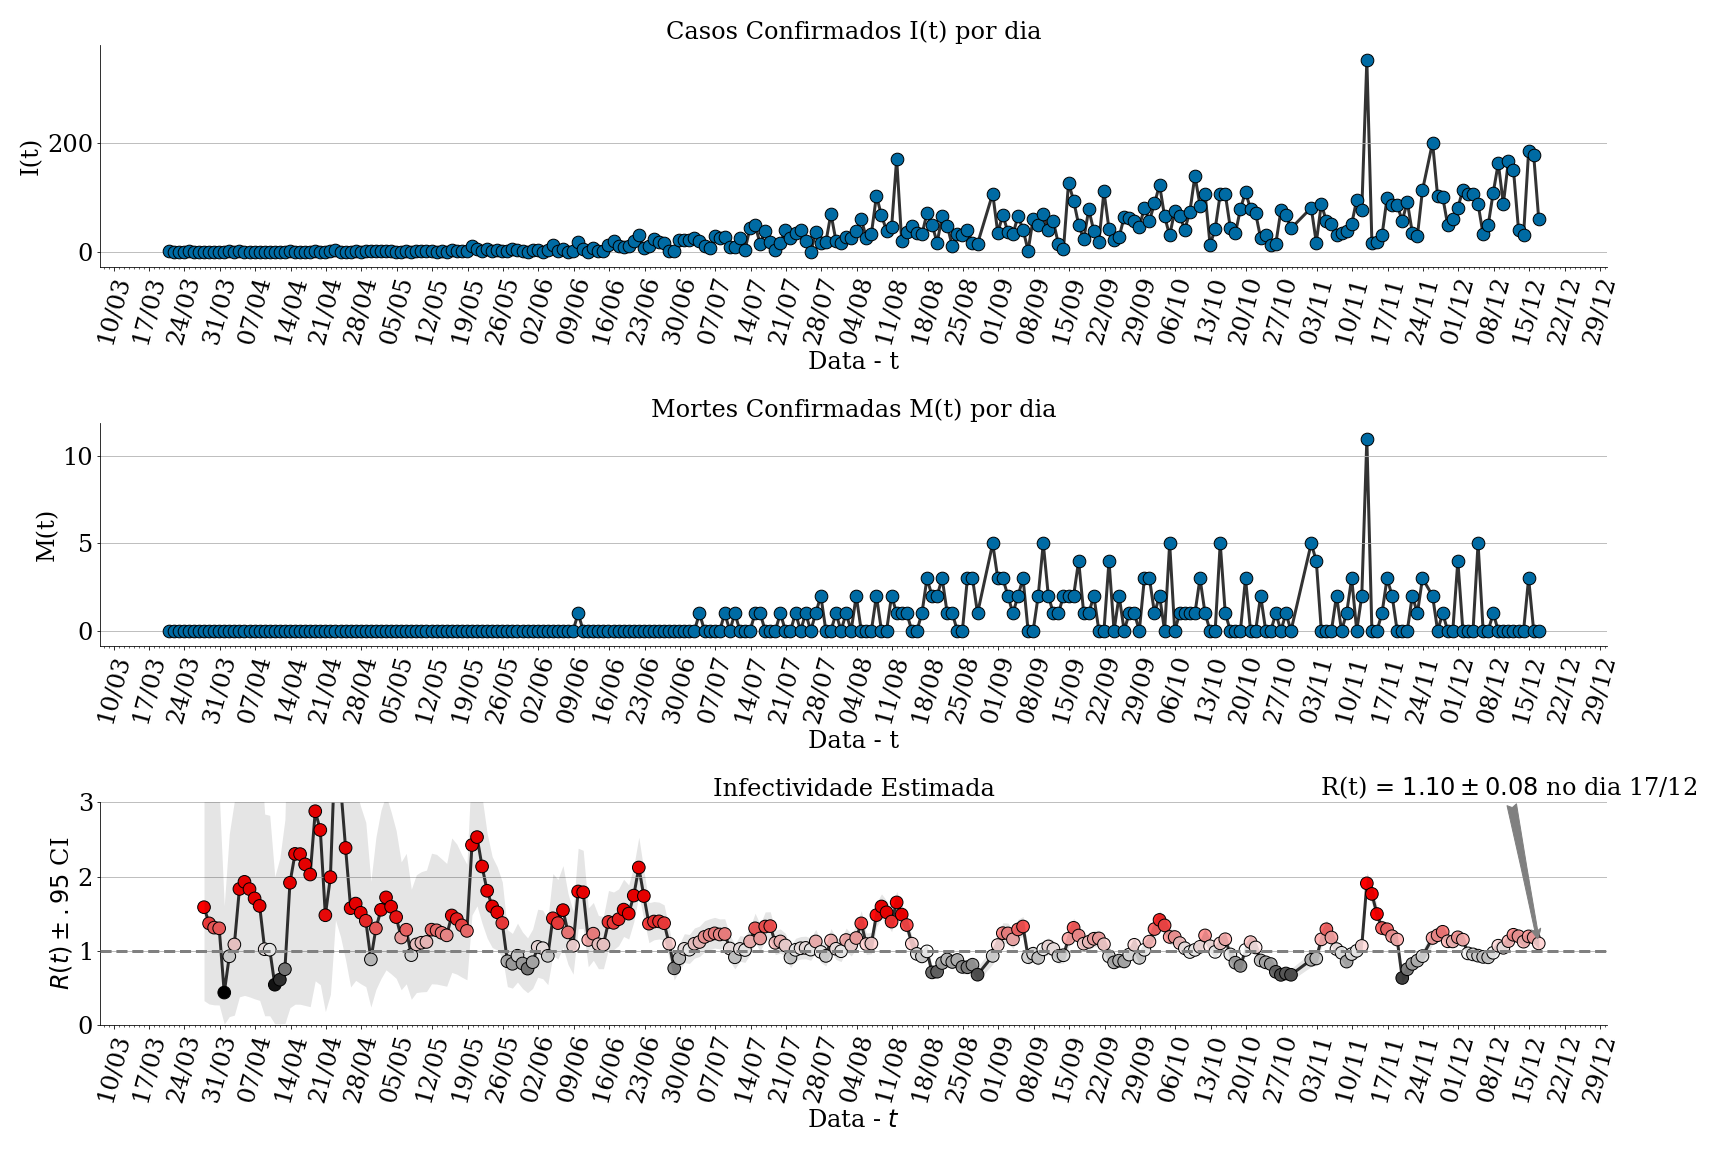 Casos Confirmados I(t) por dia
I(t)
200
0
10/03 17/03 24/03 31/03 07/04 14/04 21/04 28/04 05/05 12/05 19/05 26/05 02/06 09/06 16/06 23/06 30/06 07/07 14/07 21/07 28/07 04/08 11/08 18/08 25/08 01/09 08/09 15/09 22/09 29/09 06/10 13/10 20/10 27/10 03/11 10/11 17/11 24/11 01/12 08/12 15/12 22/12 29/12
Data - t
Mortes Confirmadas M(t) por dia
M(t)
10
5
0
10/03 17/03 24/03 31/03 07/04 14/04 21/04 28/04 05/05 12/05 19/05 26/05 02/06 09/06 16/06 23/06 30/06 07/07 14/07 21/07 28/07 04/08 11/08 18/08 25/08 01/09 08/09 15/09 22/09 29/09 06/10 13/10 20/10 27/10 03/11 10/11 17/11 24/11 01/12 08/12 15/12 22/12 29/12
Data - t
Infectividade Estimada
R(t) = 1.10 ± 0.08 no dia 17/12
R(t) ± .95 CI
3
2
1
0
10/03 17/03 24/03 31/03 07/04 14/04 21/04 28/04 05/05 12/05 19/05 26/05 02/06 09/06 16/06 23/06 30/06 07/07 14/07 21/07 28/07 04/08 11/08 18/08 25/08 01/09 08/09 15/09 22/09 29/09 06/10 13/10 20/10 27/10 03/11 10/11 17/11 24/11 01/12 08/12 15/12 22/12 29/12
Data - t